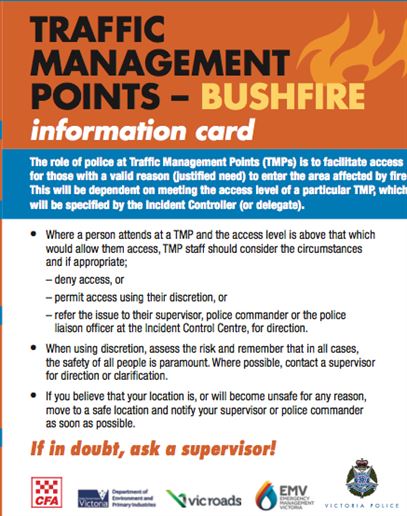 TRAFFIC
MANAGEMENT
POINTS – BUSHFIRE
information card
The role of police at Traffic Management Points (TMPs) is to facilitate access
for those with a valid reason (justified need) to enter the area affected by fire
This will be dependent on meeting the access level of a particular TMP, which
will be specified by the Incident Controller (or delegate).
• Where a person attends at a TMP and the access level is above that which
would allow them access, TMP staff should consider the circumstances
and if appropriate;
– deny access, or
– permit access using their discretion, or
– refer the issue to their supervisor, police commander or the police
liaison officer at the Incident Control Centre, for direction.
• When using discretion, assess the risk and remember that in all cases,
the safety of all people is paramount. Where possible, contact a supervisor
for direction or clarification.
• If you believe that your location is, or will become unsafe for any reason,
move to a safe location and notify your supervisor or police commander
as soon as possible.
If in doubt, ask a supervisor!
CFA
Victoria
Department of
Environment and
Primary Industries
vicroads
EMV
EMERGENCY
MANAGEMENT
VICTORIA
VICTORIA POLICE